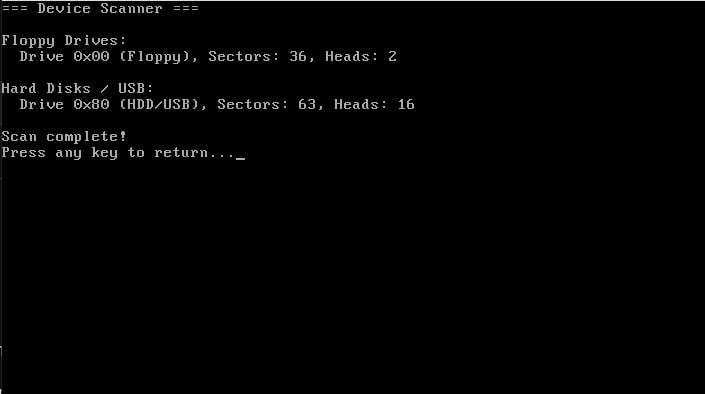 === Device Scanner ===
Floppy Drives:
Drive 0x00 (Floppy), Sectors: 36, Heads: 2
Hard Disks / USB:
Drive 0x80 (HDD/USB), Sectors: 63, Heads: 16
Scan complete!
Press any key to return..._